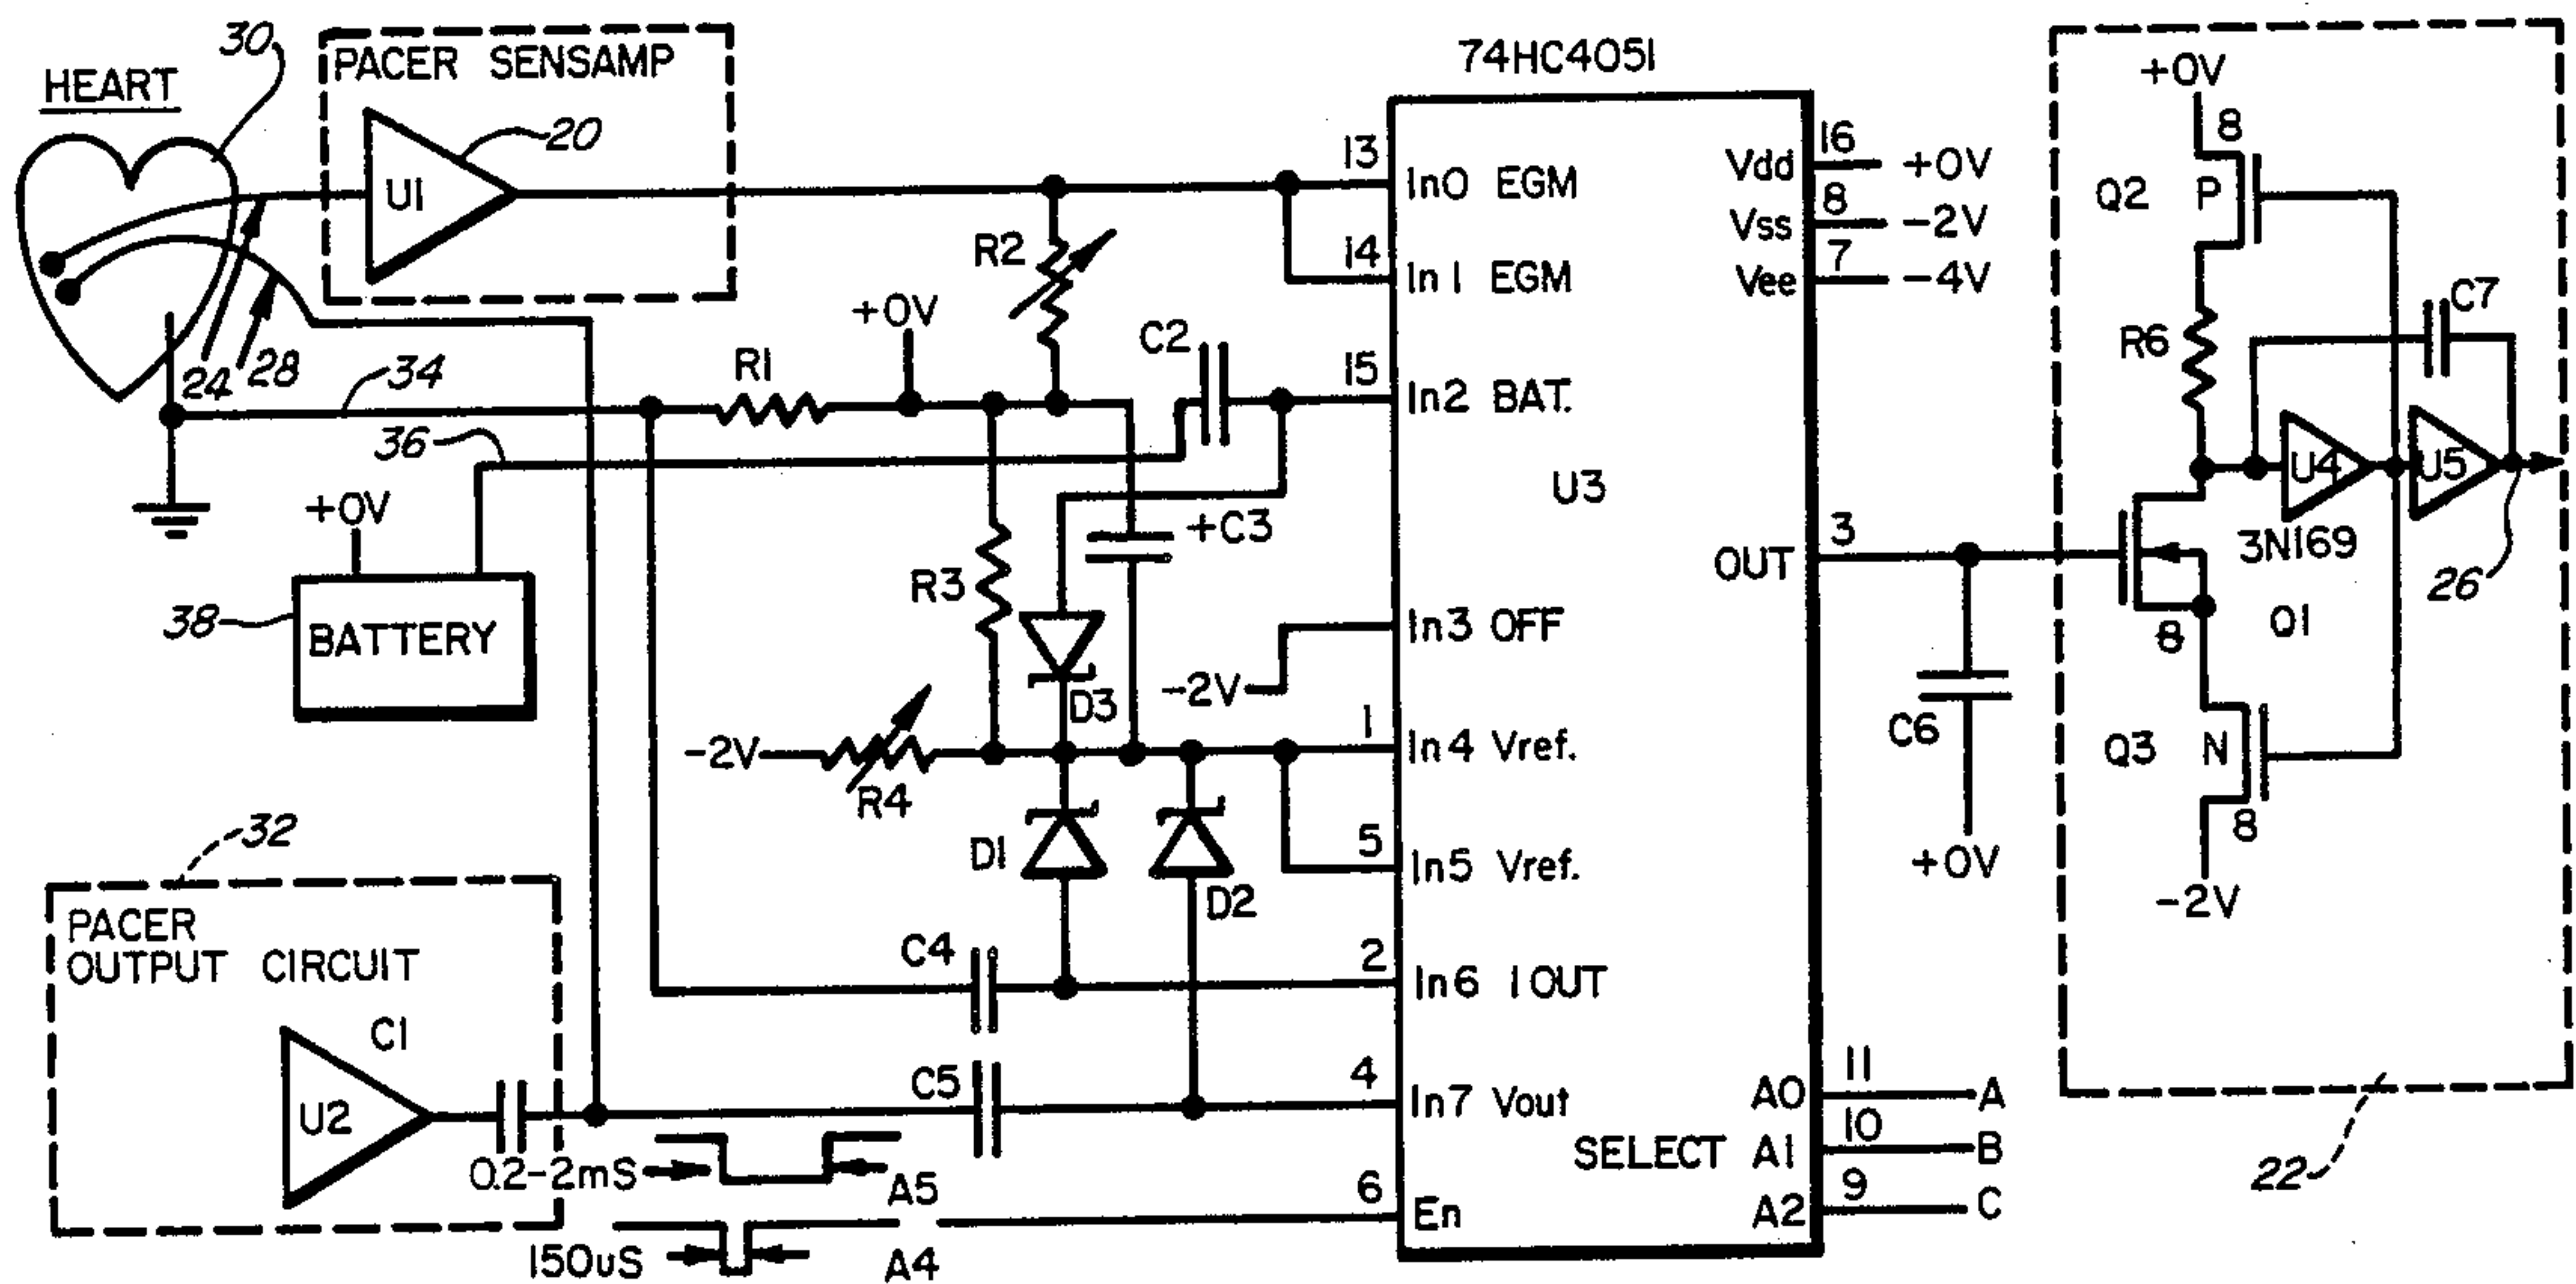 30
HEART
PACER SENSAMP
20
U1
24
28
34
36
+0V
38
BATTERY
32
PACER
OUTPUT CIRCUIT
C1
U2
0.2-2mS
A5
150uS
A4
R1
+0V
R2
C2
R3
+C3
D3
-2V
R4
-2V
D1
D2
C4
C5
74HC4051
13 In0 EGM
14 In1 EGM
15 In2 BAT.
U3
In3 OFF
1 In4 Vref.
5 In5 Vref.
2 In6 I OUT
4 In7 Vout
6 En
Vdd 16 +0V
Vss 8 -2V
Vee 7 -4V
OUT 3
SELECT
A0 11 A
A1 10 B
A2 9 C
C6
+0V
+0V
8
Q2 P
R6
C7
U4
U5
3N169
26
8
Q1
Q3 N
8
-2V
22